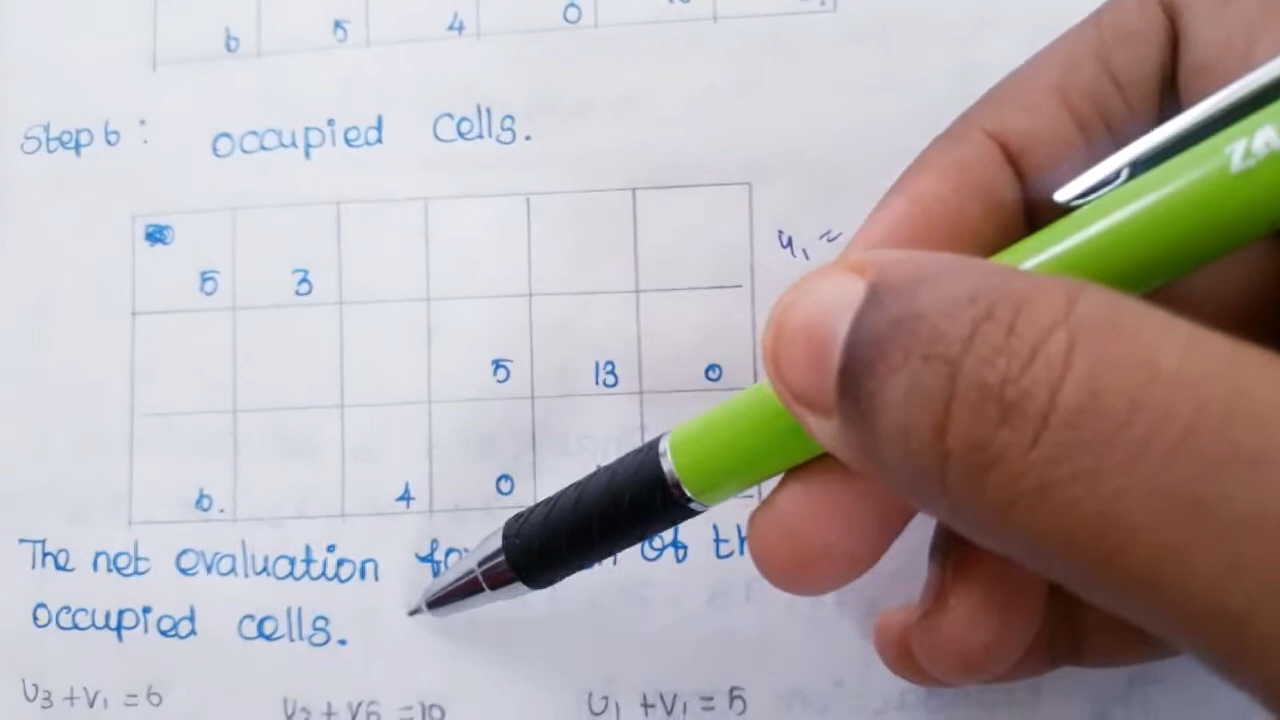 6 5 4 0
Step 6: occupied cells.
5 3
u₁ =
5 13 0
6. 4 0
The net evaluation of
occupied cells.
U₃ + V₁ = 6 = 10 U₁ + V₁ = 5